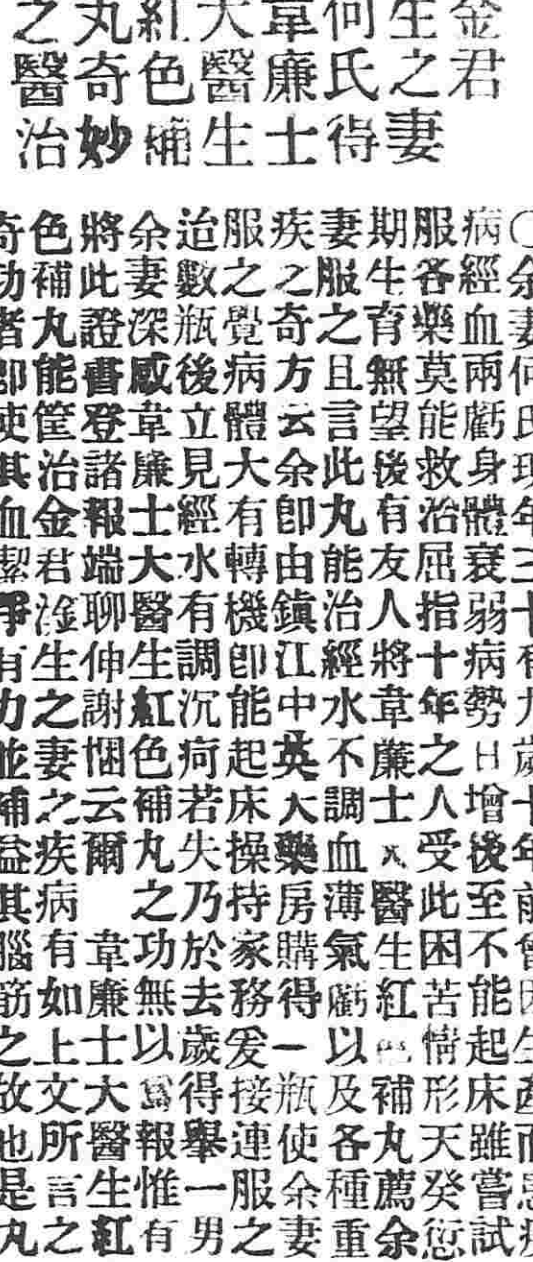 金君
生之妻
何氏得
韋廉士
大醫生
紅色補
丸奇妙
之醫治
○余妻何氏現年三十有九歲十年前曾因生產而患
病經血兩虧身體衰弱病勢日增後至不能起床雖嘗試
服各藥莫能救治屈指十年之人受此困苦情形天癸愆
期生育無望後有友人將韋廉士大醫生紅色補丸薦余
妻服之且言此丸能治經水不調血薄氣虧以及各種重
疾之奇方云余即由鎮江中英大藥房購得一瓶使余妻
服之覺病體大有轉機即能起床操持家務爰接連服之
迨數瓶後立見經水有調沉疴若失乃於去歲得舉一男
余妻深感韋廉士大醫生紅色補丸之功無以爲報惟有
將此證書登諸報端聊伸謝悃云爾 韋廉士大醫生紅
色補丸能筐治金君淦生之妻之疾病有如上文所言之
奇功者即使其血潔淨有力並補益其腦筋之故也是丸